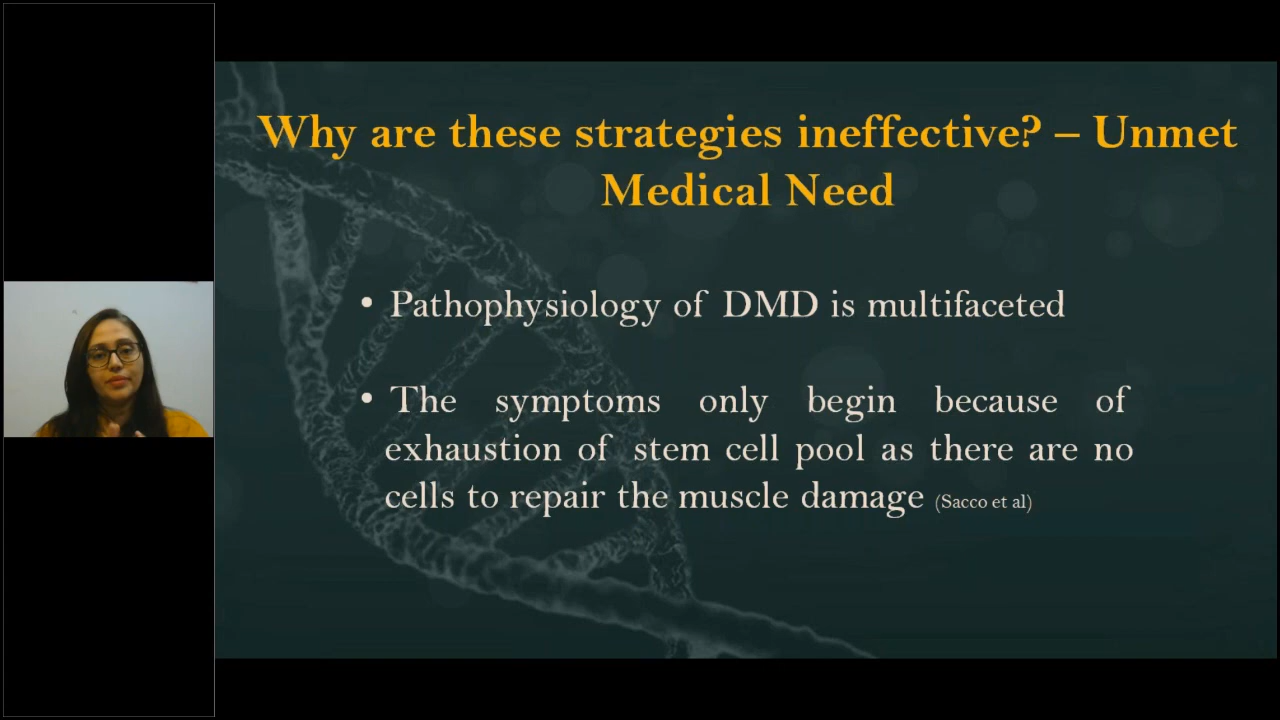 Why are these strategies ineffective? – Unmet
Medical Need
• Pathophysiology of DMD is multifaceted
• The symptoms only begin because of
exhaustion of stem cell pool as there are no
cells to repair the muscle damage (Sacco et al)